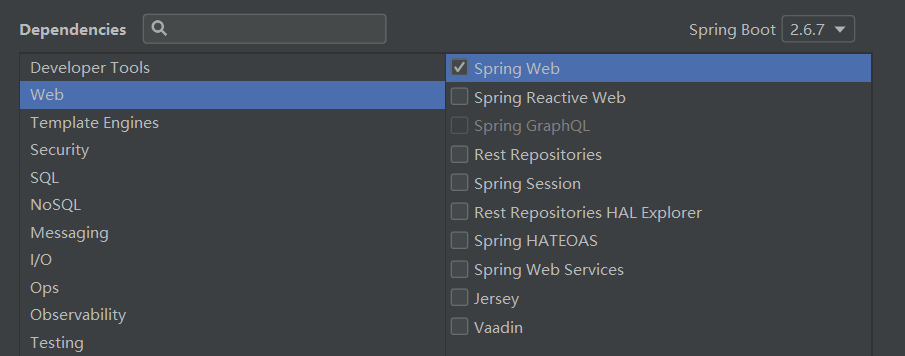 Dependencies
Spring Boot 2.6.7
Developer Tools
Web
Template Engines
Security
SQL
NoSQL
Messaging
I/O
Ops
Observability
Testing
Spring Web
Spring Reactive Web
Spring GraphQL
Rest Repositories
Spring Session
Rest Repositories HAL Explorer
Spring HATEOAS
Spring Web Services
Jersey
Vaadin